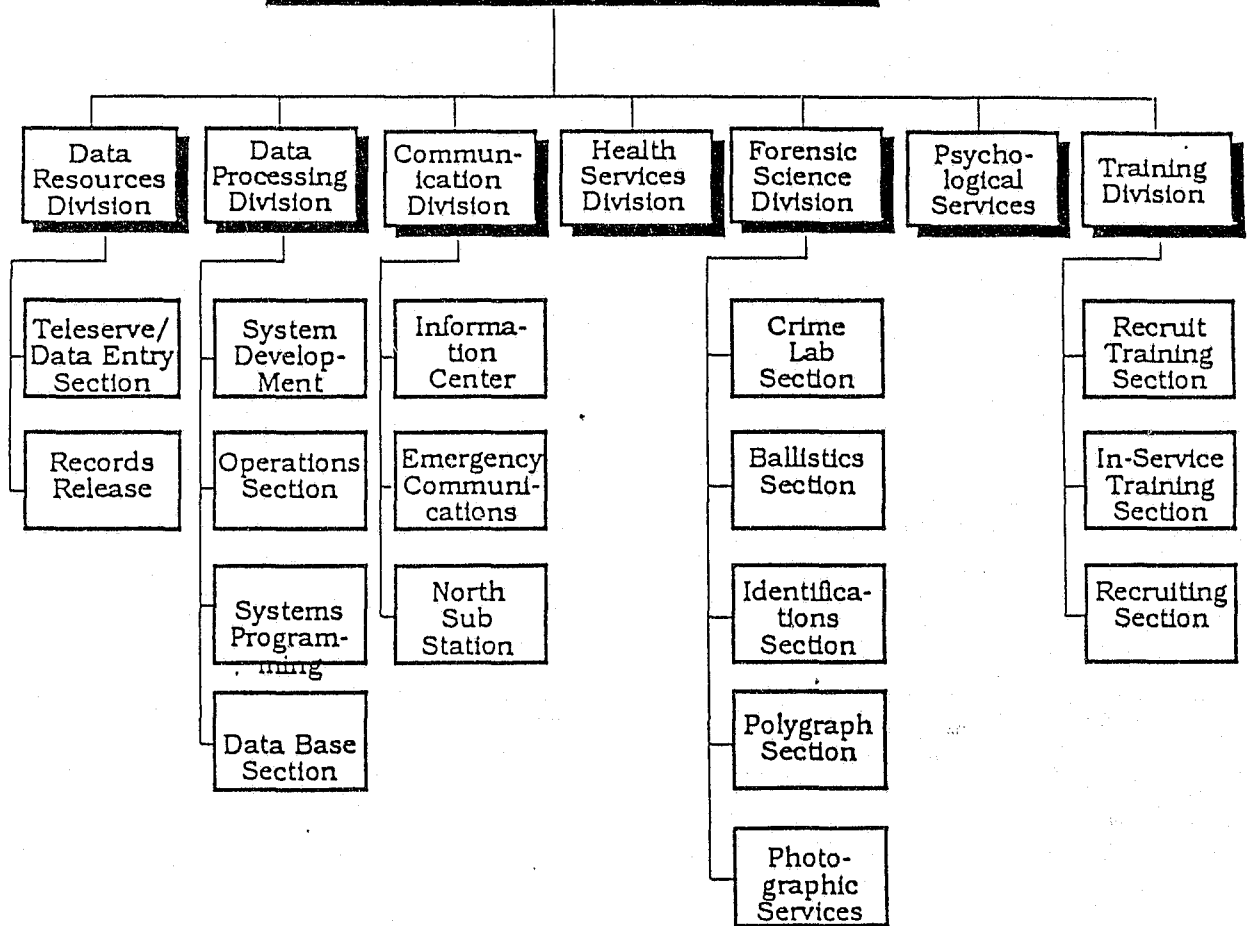 Data
Resources
Division
Data
Processing
Division
Commun-
ication
Division
Health
Services
Division
Forensic
Science
Division
Psycho-
logical
Services
Training
Division
Teleserve/
Data Entry
Section
Records
Release
System
Develop-
Ment
Operations
Section
Systems
Program-
ming
Data Base
Section
Informa-
tion
Center
Emergency
Communi-
cations
North
Sub
Station
Crime
Lab
Section
Ballistics
Section
Identifica-
tions
Section
Polygraph
Section
Photo-
graphic
Services
Recruit
Training
Section
In-Service
Training
Section
Recruiting
Section